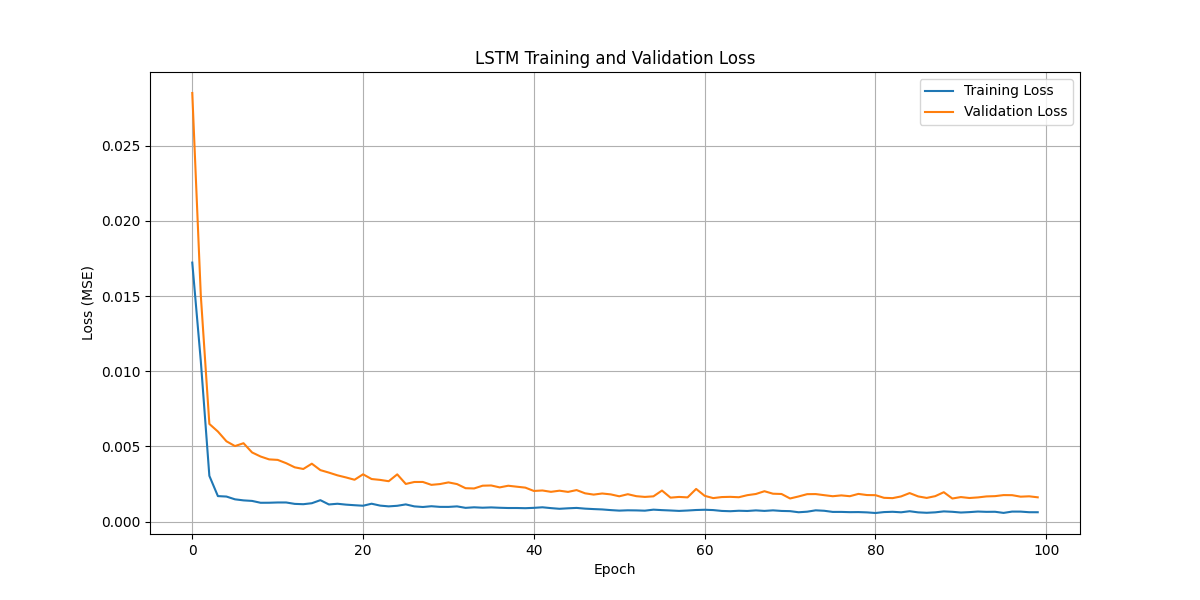 LSTM Training and Validation Loss
Training Loss
Validation Loss
Loss (MSE)
0.025
0.020
0.015
0.010
0.005
0.000
0
20
40
60
80
100
Epoch